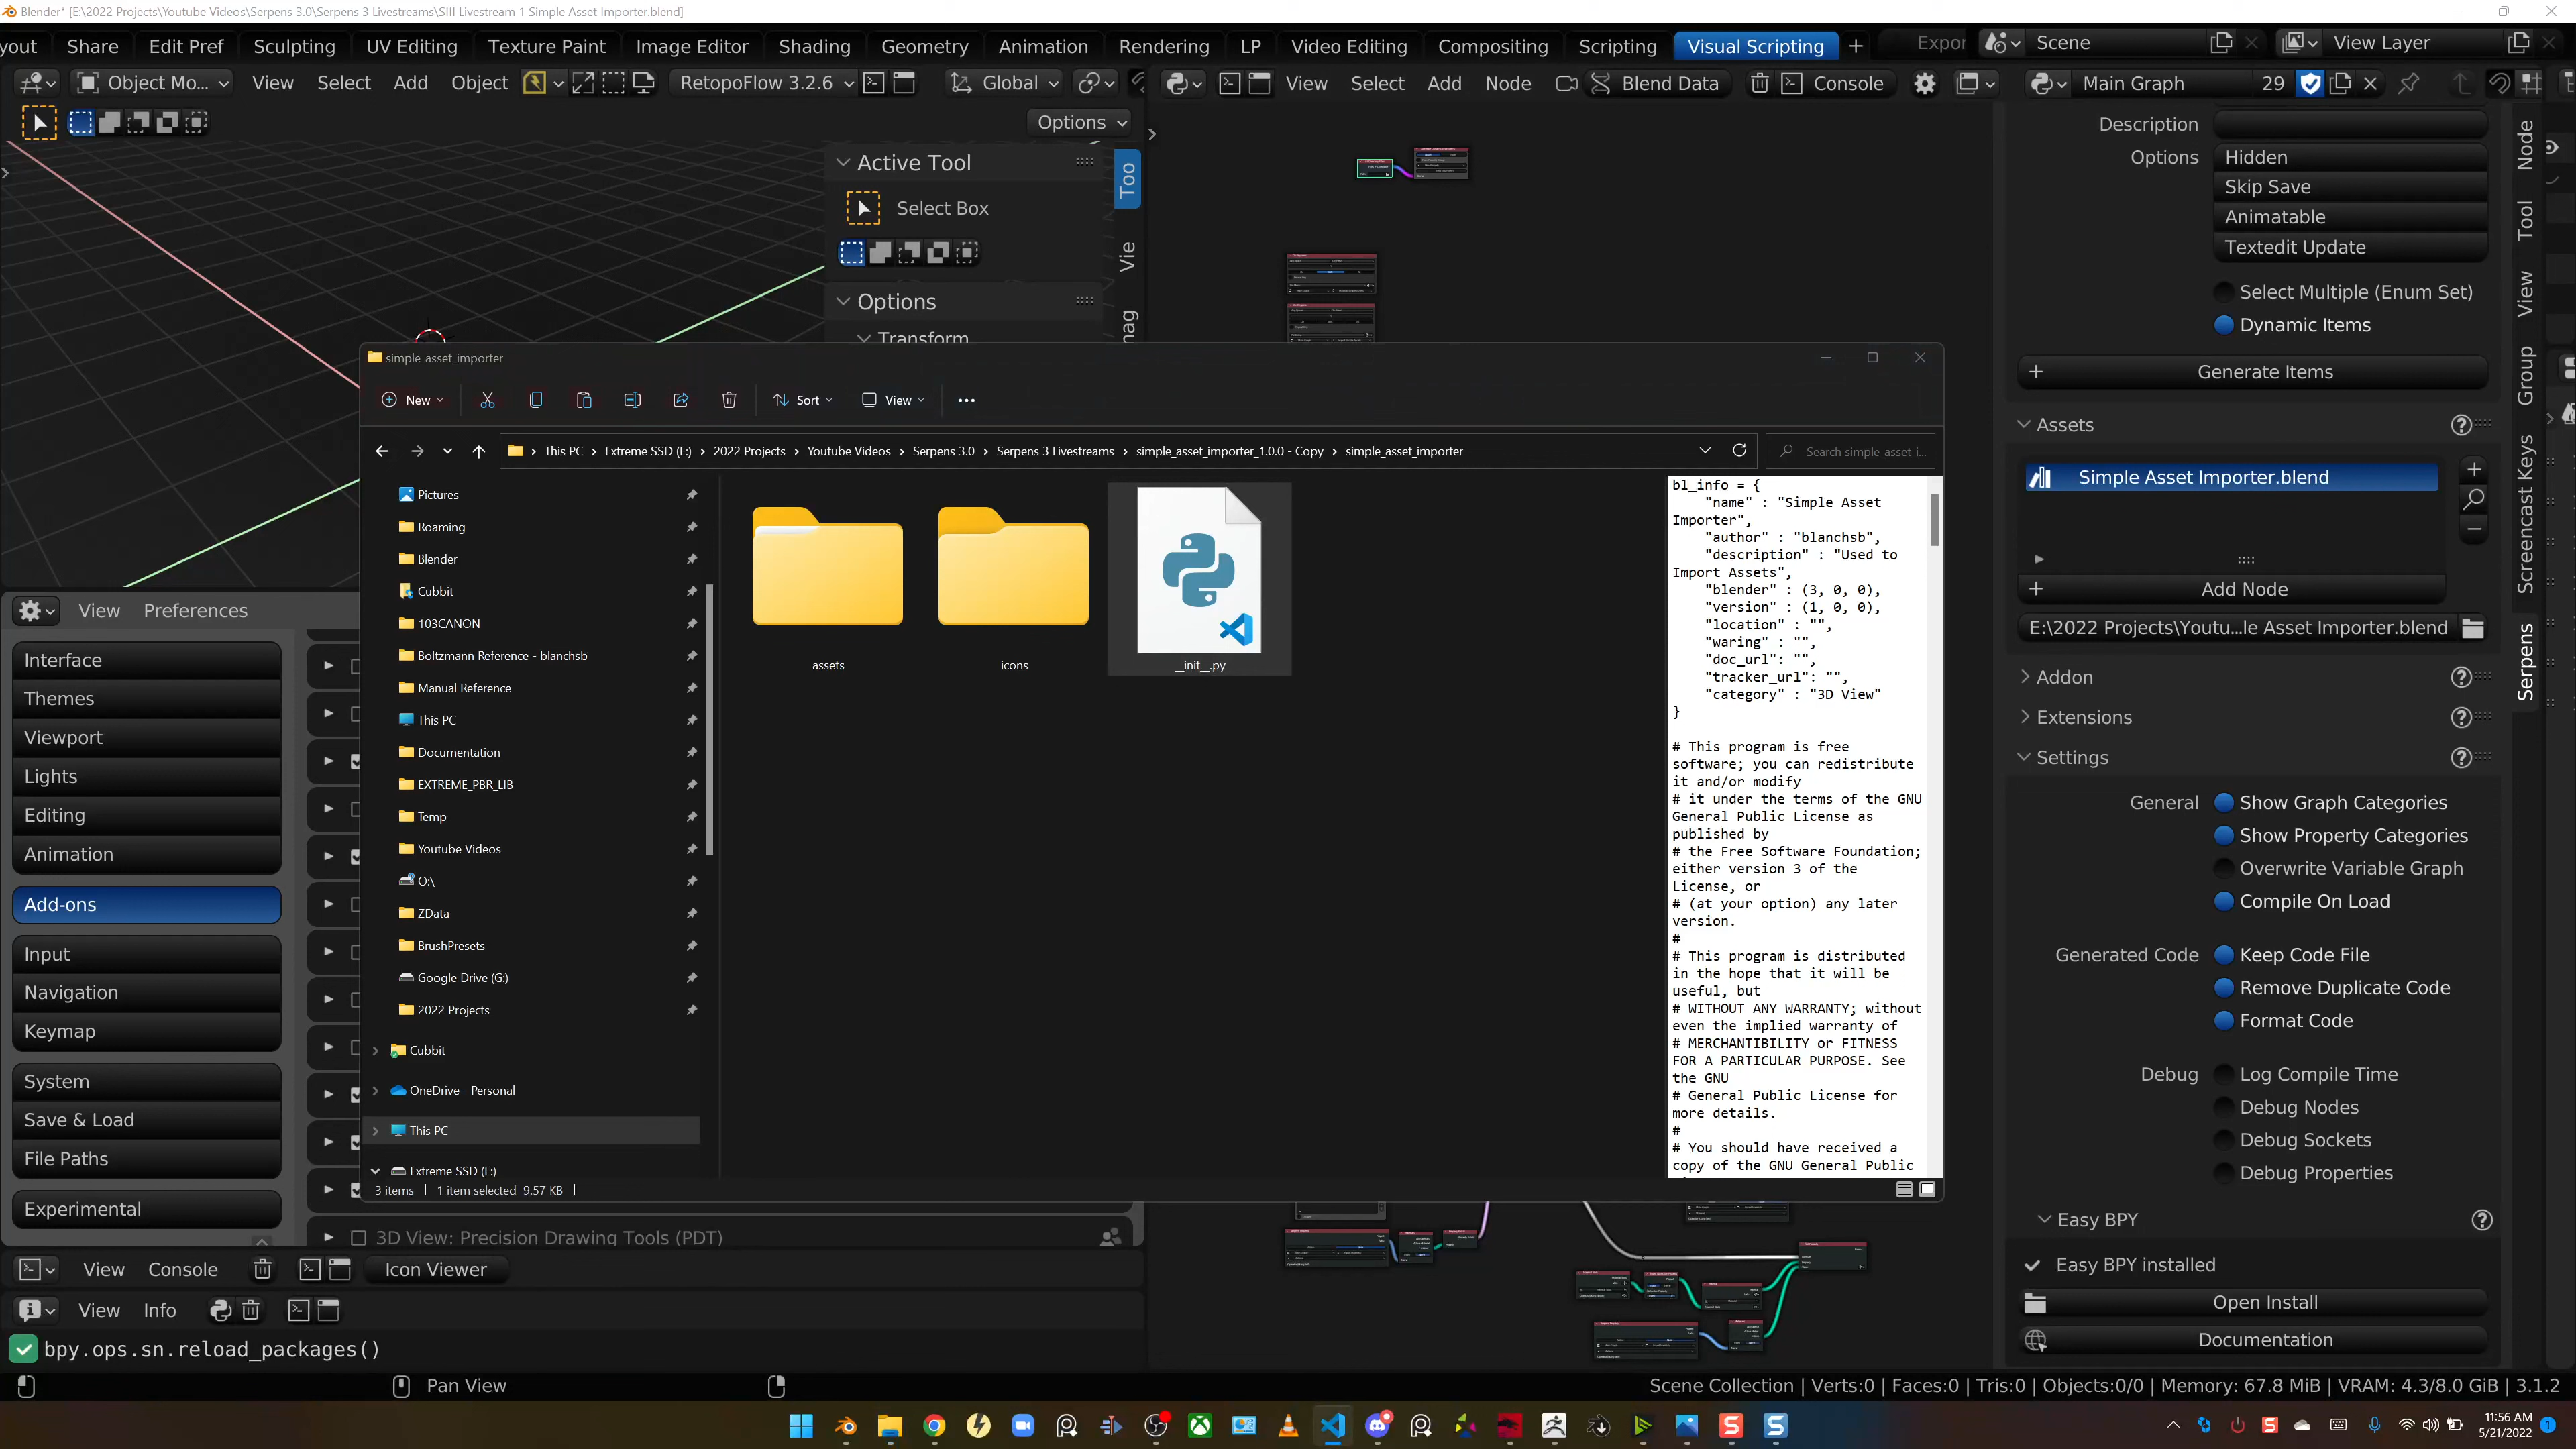 Blender* [E:\2022 Projects\Youtube Videos\Serpens 3.0\Serpens 3 Livestreams\SIII Livestream 1 Simple Asset Importer.blend]
yout Share Edit Pref Sculpting UV Editing Texture Paint Image Editor Shading Geometry Animation Rendering LP Video Editing Compositing Scripting Visual Scripting + Expor Scene View Layer
Object Mo... View Select Add Object RetopoFlow 3.2.6 Global View Select Add Node Blend Data Console Main Graph 29
Options
Active Tool
Select Box
Options
Transform
Too
Vie
nag
Description
Options Hidden
Skip Save
Animatable
Textedit Update
Select Multiple (Enum Set)
Dynamic Items
Generate Items
Assets
Simple Asset Importer.blend
Add Node
E:\2022 Projects\Youtu...le Asset Importer.blend
Addon
Extensions
Settings
General Show Graph Categories
Show Property Categories
Overwrite Variable Graph
Compile On Load
Generated Code Keep Code File
Remove Duplicate Code
Format Code
Debug Log Compile Time
Debug Nodes
Debug Sockets
Debug Properties
Easy BPY
Easy BPY installed
Open Install
Documentation
Node
Tool
View
Group
Screencast Keys
Serpens
simple_asset_importer
New Sort View
This PC > Extreme SSD (E:) > 2022 Projects > Youtube Videos > Serpens 3.0 > Serpens 3 Livestreams > simple_asset_importer_1.0.0 - Copy > simple_asset_importer
Search simple_asset_i...
Pictures
Roaming
Blender
Cubbit
103CANON
Boltzmann Reference - blanchsb
Manual Reference
This PC
Documentation
EXTREME_PBR_LIB
Temp
Youtube Videos
O:\
ZData
BrushPresets
Google Drive (G:)
2022 Projects
Cubbit
OneDrive - Personal
This PC
Extreme SSD (E:)
3 items 1 item selected 9.57 KB
assets
icons
__init__.py
bl_info = {
"name" : "Simple Asset
Importer",
"author" : "blanchsb",
"description" : "Used to
Import Assets",
"blender" : (3, 0, 0),
"version" : (1, 0, 0),
"location" : "",
"waring" : "",
"doc_url": "",
"tracker_url": "",
"category" : "3D View"
}
# This program is free
software; you can redistribute
it and/or modify
# it under the terms of the GNU
General Public License as
published by
# the Free Software Foundation;
either version 3 of the
License, or
# (at your option) any later
version.
#
# This program is distributed
in the hope that it will be
useful, but
# WITHOUT ANY WARRANTY; without
even the implied warranty of
# MERCHANTIBILITY or FITNESS
FOR A PARTICULAR PURPOSE. See
the GNU
# General Public License for
more details.
#
# You should have received a
copy of the GNU General Public
View Preferences
Interface
Themes
Viewport
Lights
Editing
Animation
Add-ons
Input
Navigation
Keymap
System
Save & Load
File Paths
Experimental
3D View: Precision Drawing Tools (PDT)
View Console Icon Viewer
View Info
bpy.ops.sn.reload_packages()
Pan View
Scene Collection | Verts:0 | Faces:0 | Tris:0 | Objects:0/0 | Memory: 67.8 MiB | VRAM: 4.3/8.0 GiB | 3.1.2
11:56 AM
5/21/2022